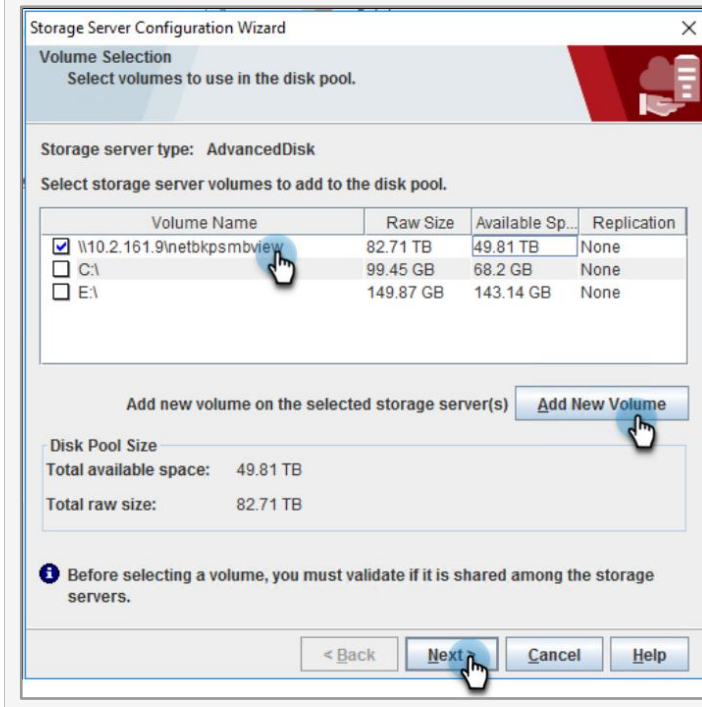 Storage Server Configuration Wizard
Volume Selection
Select volumes to use in the disk pool.
Storage server type: AdvancedDisk
Select storage server volumes to add to the disk pool.
Volume Name Raw Size Available Sp... Replication
\\10.2.161.9\netbkpsmbview 82.71 TB 49.81 TB None
C:\ 99.45 GB 68.2 GB None
E:\ 149.87 GB 143.14 GB None
Add new volume on the selected storage server(s) Add New Volume
Disk Pool Size
Total available space: 49.81 TB
Total raw size: 82.71 TB
Before selecting a volume, you must validate if it is shared among the storage
servers.
< Back Next > Cancel Help